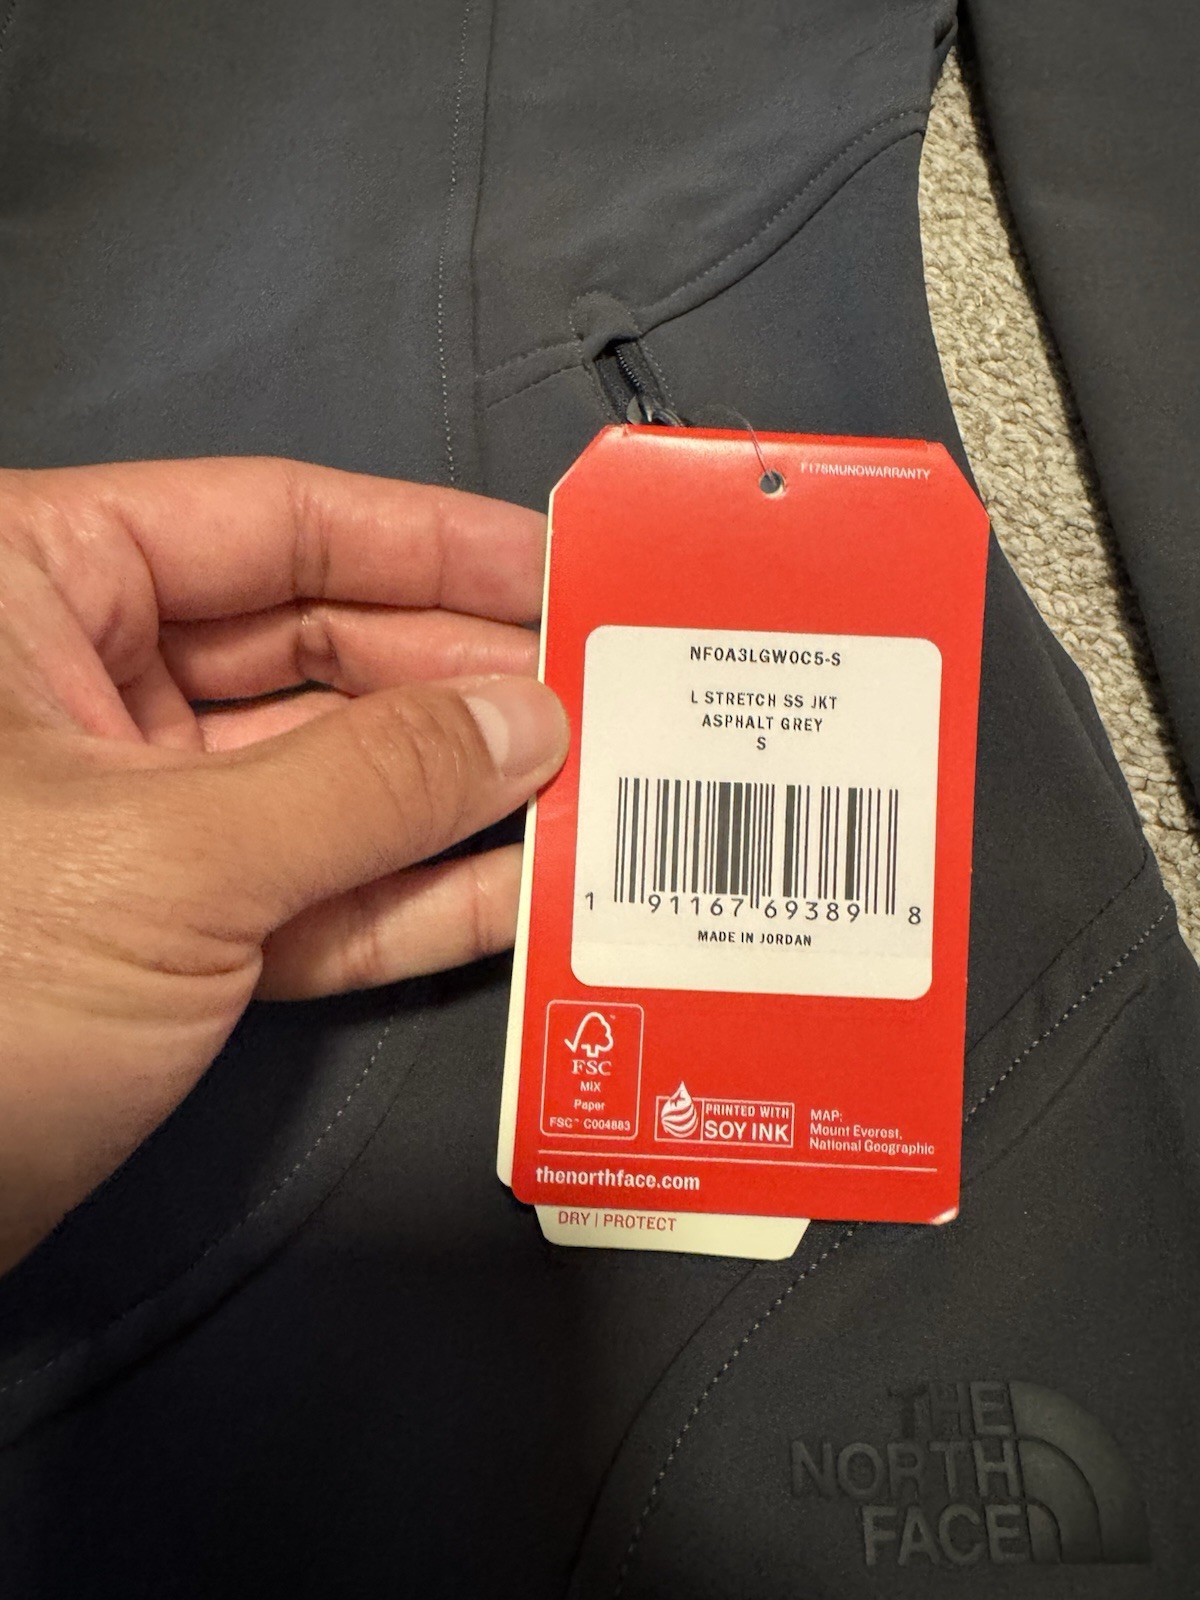 F178MUNOWARRANTY
NF0A3LGW0C5-S
L STRETCH SS JKT
ASPHALT GREY
S
1 91167 69389 8
MADE IN JORDAN
FSC
MIX
Paper
FSC™ C004883
PRINTED WITH
SOY INK
MAP:
Mount Everest,
National Geographic
thenorthface.com
DRY | PROTECT
THE
NORTH
FACE